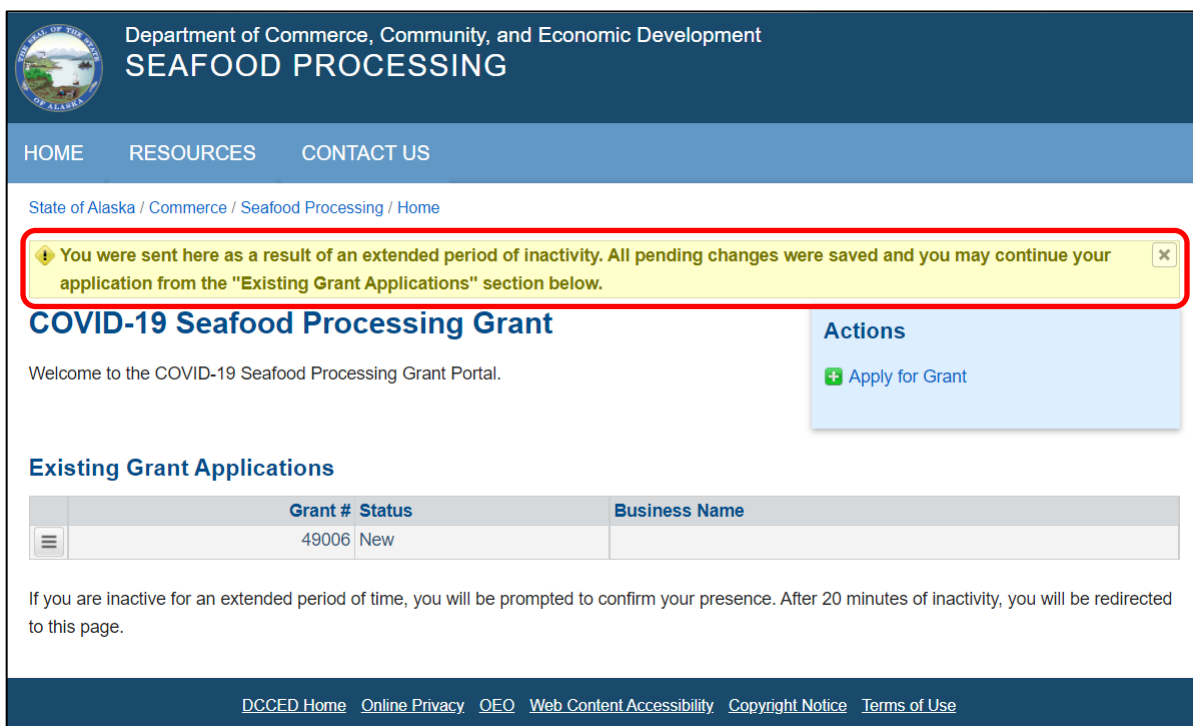 SEAL OF THE STATE OF ALASKA
Department of Commerce, Community, and Economic Development
SEAFOOD PROCESSING
HOME RESOURCES CONTACT US
State of Alaska / Commerce / Seafood Processing / Home
You were sent here as a result of an extended period of inactivity. All pending changes were saved and you may continue your
application from the "Existing Grant Applications" section below.
COVID-19 Seafood Processing Grant
Actions
Welcome to the COVID-19 Seafood Processing Grant Portal.
Apply for Grant
Existing Grant Applications
Grant # Status Business Name
49006 New
If you are inactive for an extended period of time, you will be prompted to confirm your presence. After 20 minutes of inactivity, you will be redirected
to this page.
DCCED Home Online Privacy OEO Web Content Accessibility Copyright Notice Terms of Use